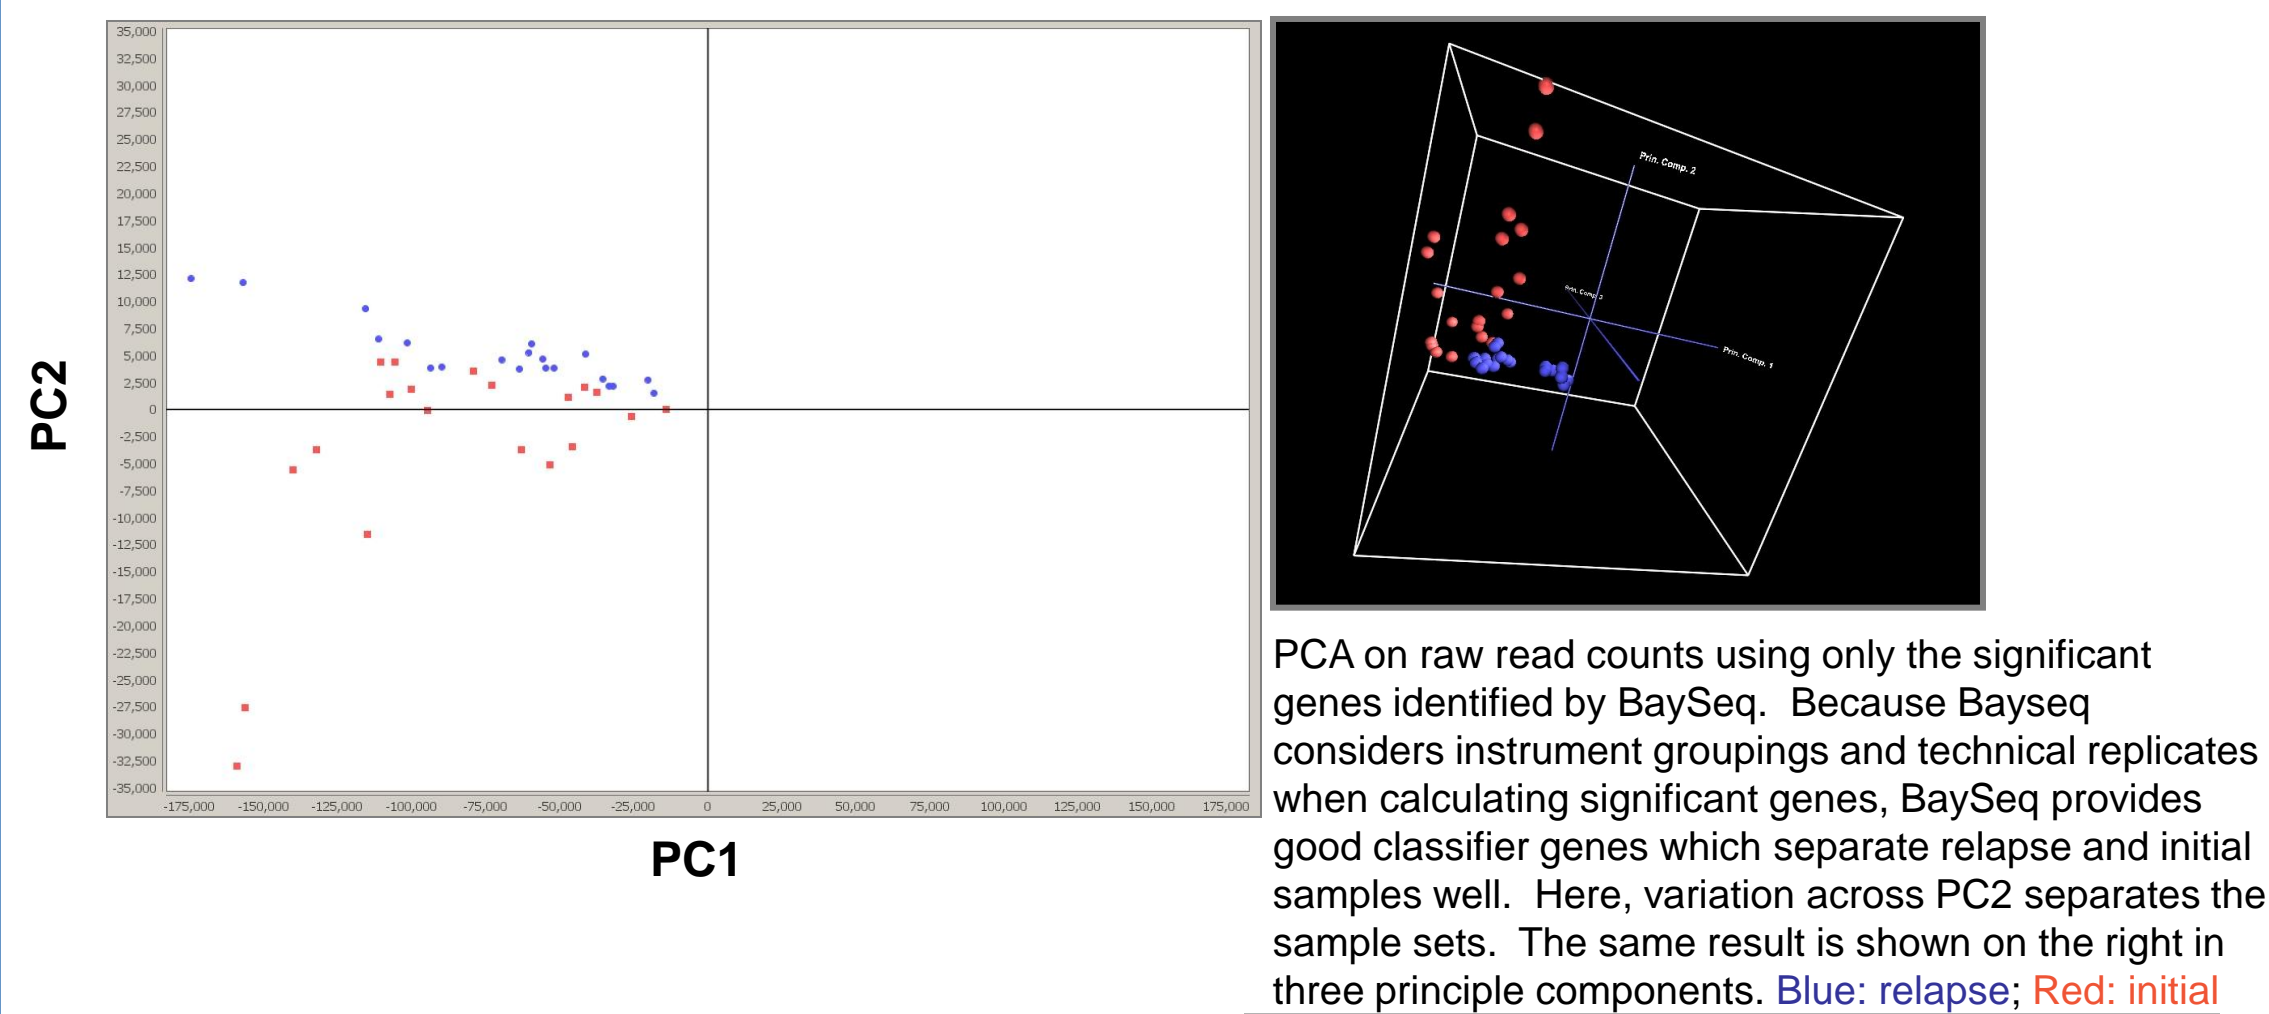 35,000
32,500
30,000
27,500
25,000
22,500
20,000
17,500
15,000
12,500
10,000
7,500
5,000
2,500
0
-2,500
-5,000
-7,500
-10,000
-12,500
-15,000
-17,500
-20,000
-22,500
-25,000
-27,500
-30,000
-32,500
-35,000
-175,000 -150,000 -125,000 -100,000 -75,000 -50,000 -25,000 0 25,000 50,000 75,000 100,000 125,000 150,000 175,000
PC2
PC1
Prin. Comp. 2
Prin. Comp. 3
Prin. Comp. 1
PCA on raw read counts using only the significant
genes identified by BaySeq.  Because Bayseq
considers instrument groupings and technical replicates
when calculating significant genes, BaySeq provides
good classifier genes which separate relapse and initial
samples well.  Here, variation across PC2 separates the
sample sets.  The same result is shown on the right in
three principle components. Blue: relapse; Red: initial